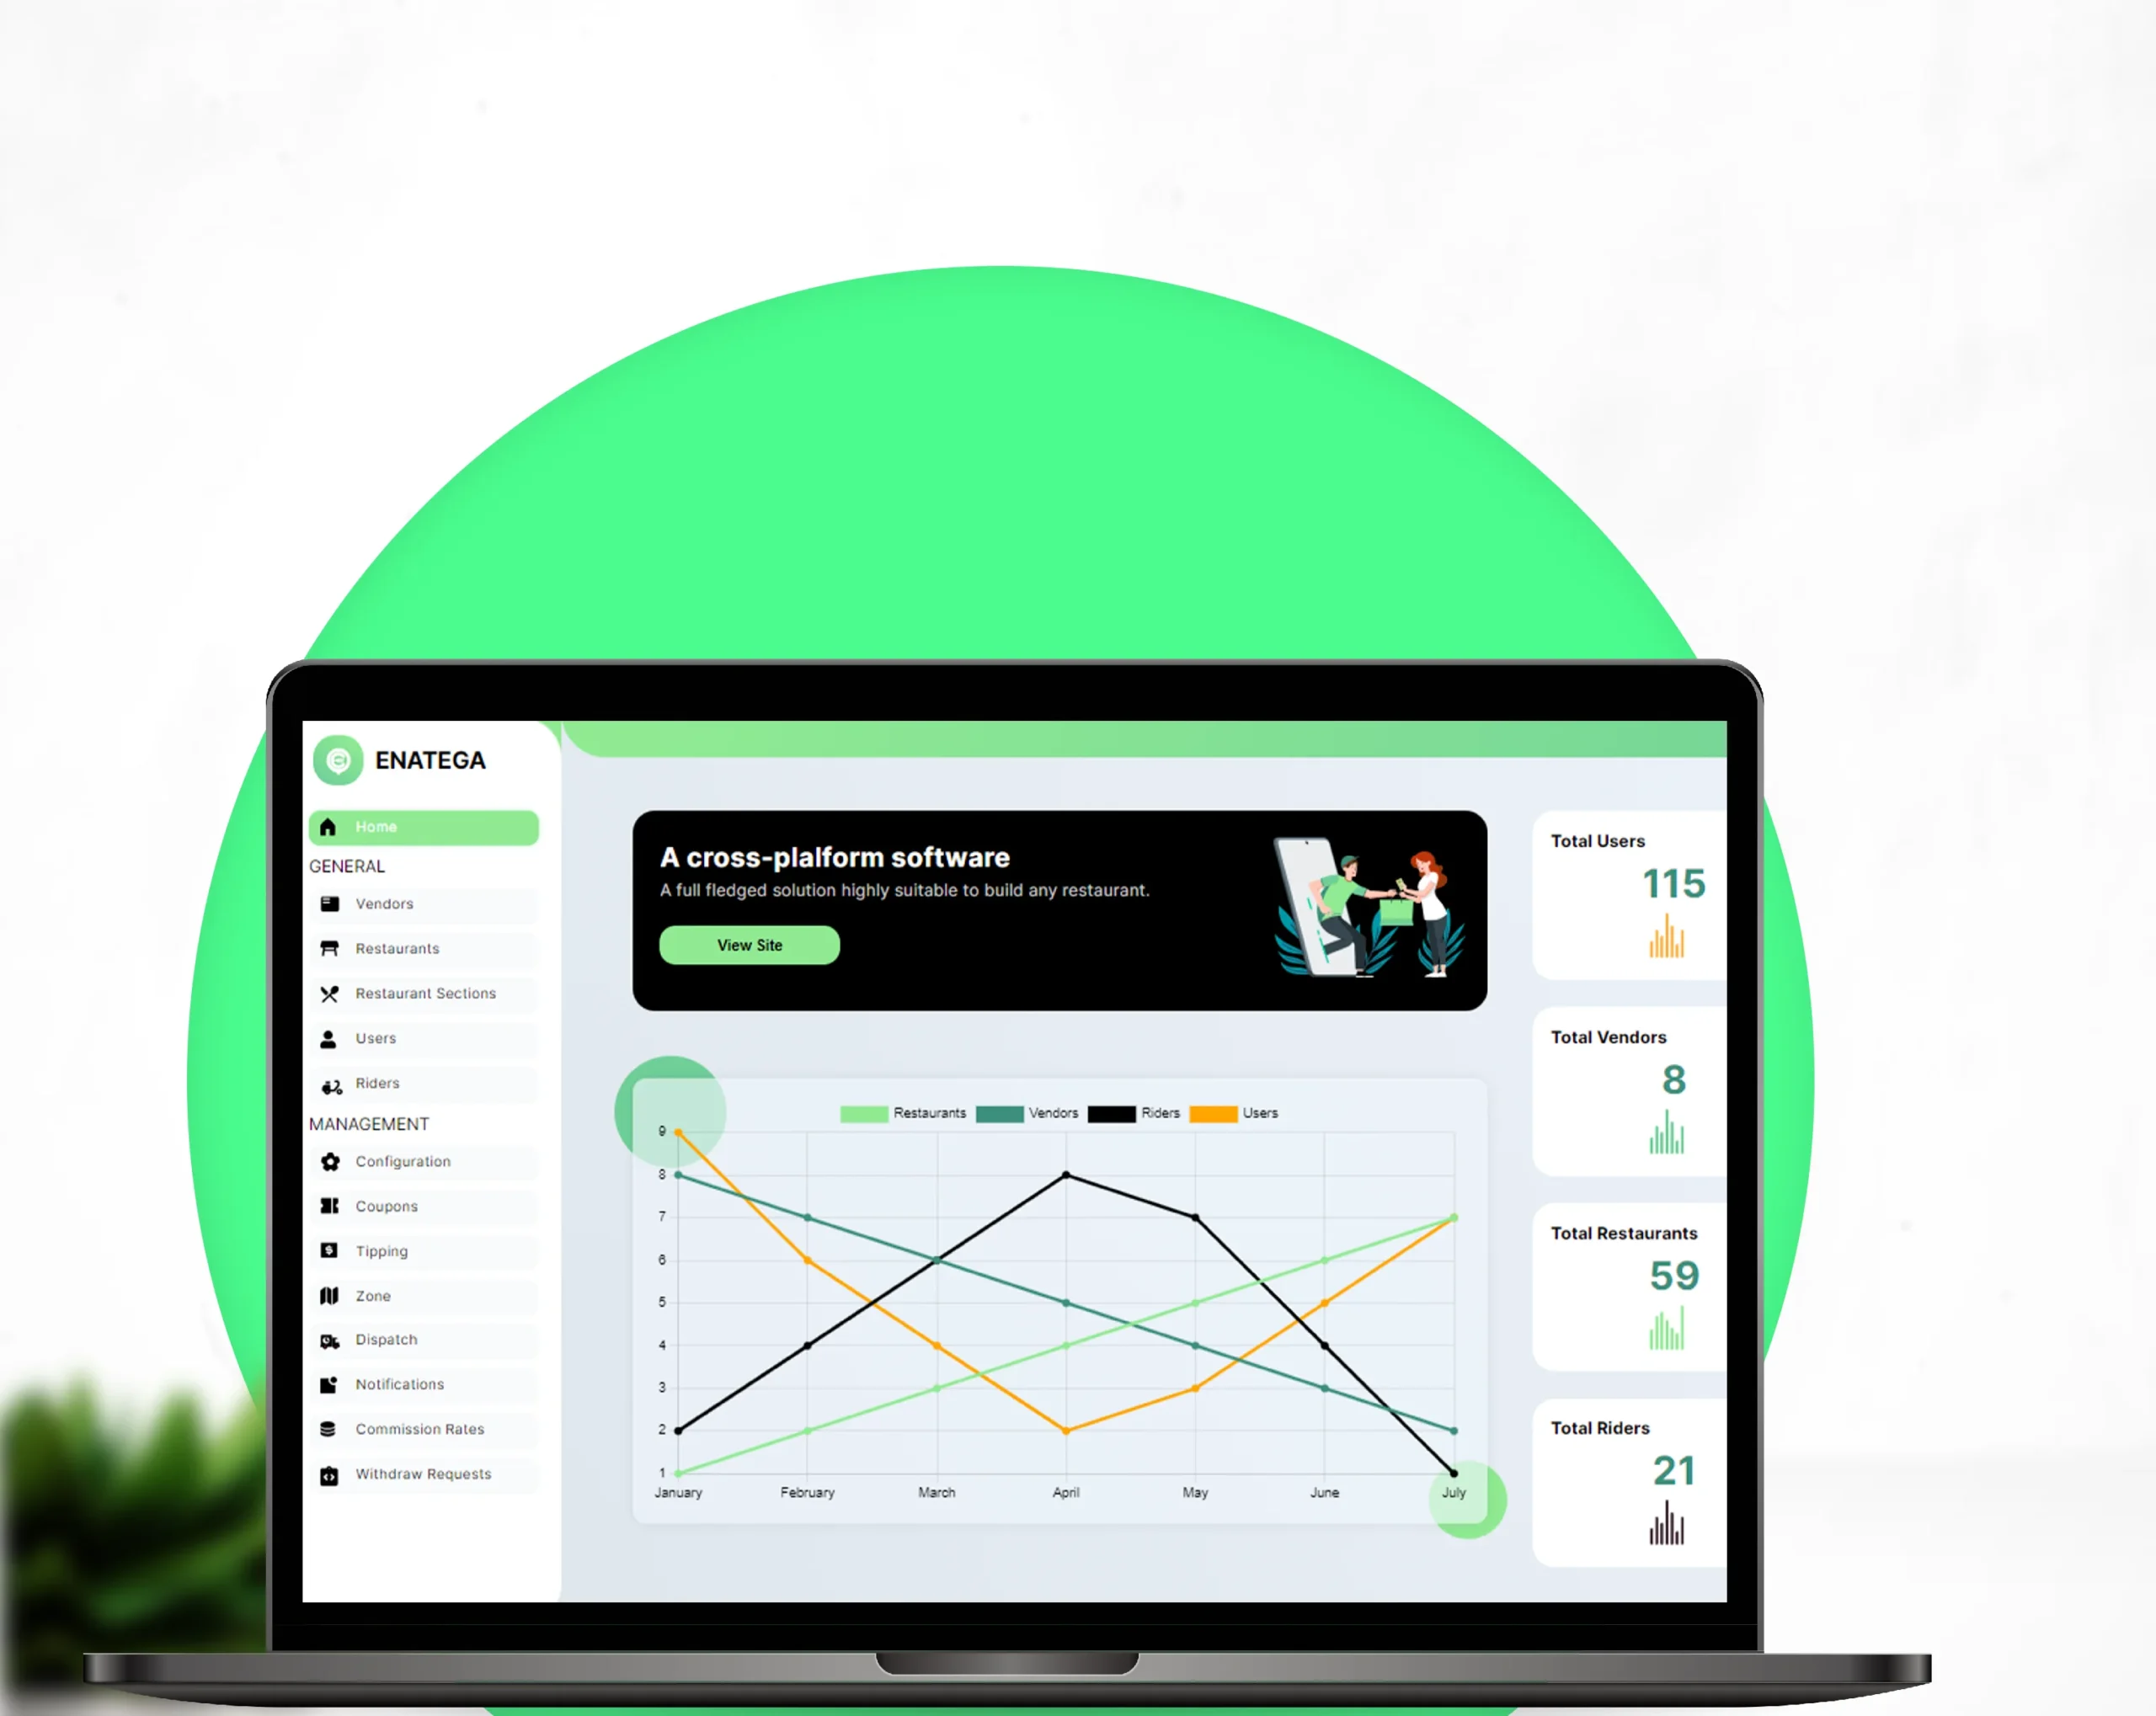 ENATEGA
Home
GENERAL
Vendors
Restaurants
Restaurant Sections
Users
Riders
MANAGEMENT
Configuration
Coupons
Tipping
Zone
Dispatch
Notifications
Commission Rates
Withdraw Requests
A cross-plalform software
A full fledged solution highly suitable to build any restaurant.
View Site
Restaurants Vendors Riders Users
9
8
7
6
5
4
3
2
1
January February March April May June July
Total Users
115
Total Vendors
8
Total Restaurants
59
Total Riders
21